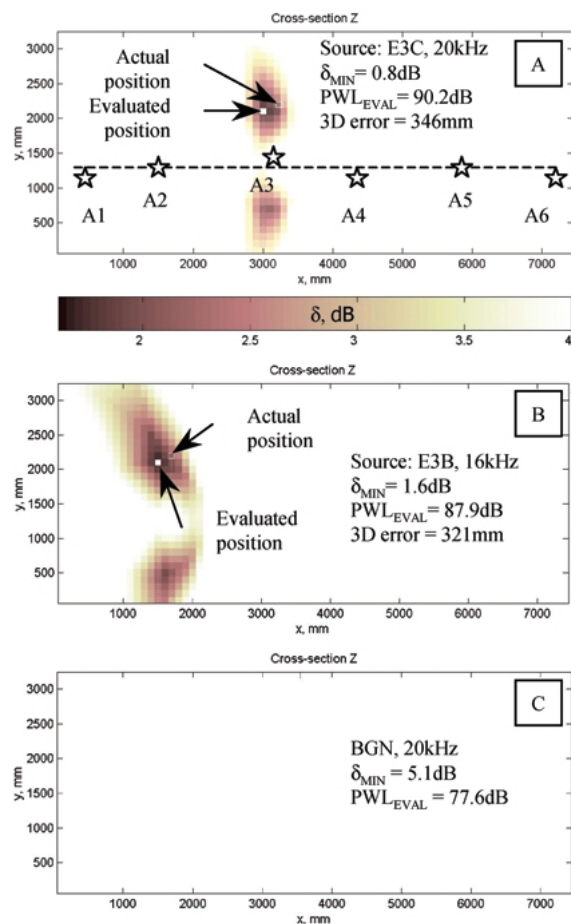 Cross-section Z
3000
2500
2000
1500
1000
500
y, mm
Actual
position
Evaluated
position
Source: E3C, 20kHz
δMIN= 0.8dB
PWLEVAL= 90.2dB
3D error = 346mm
A
A1
A2
A3
A4
A5
A6
1000
2000
3000
4000
5000
6000
7000
x, mm
δ, dB
2
2.5
3
3.5
4
Cross-section Z
3000
2500
2000
1500
1000
500
y, mm
Actual
position
Evaluated
position
Source: E3B, 16kHz
δMIN= 1.6dB
PWLEVAL= 87.9dB
3D error = 321mm
B
1000
2000
3000
4000
5000
6000
7000
x, mm
Cross-section Z
3000
2500
2000
1500
1000
500
y, mm
BGN, 20kHz
δMIN= 5.1dB
PWLEVAL = 77.6dB
C
1000
2000
3000
4000
5000
6000
7000
x, mm